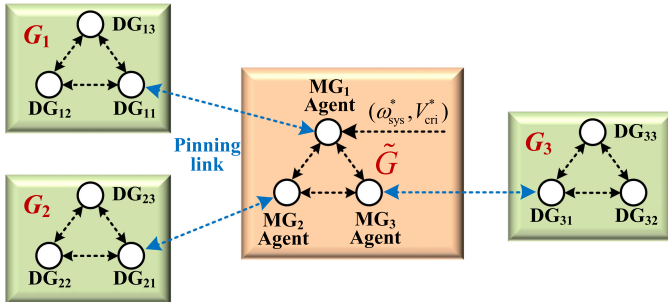 G₁
DG₁₃
DG₁₂
DG₁₁
Pinning
link
G₂
DG₂₃
DG₂₂
DG₂₁
MG₁
Agent
(ω*sys, V*cri)
G̃
MG₂
Agent
MG₃
Agent
G₃
DG₃₃
DG₃₁
DG₃₂